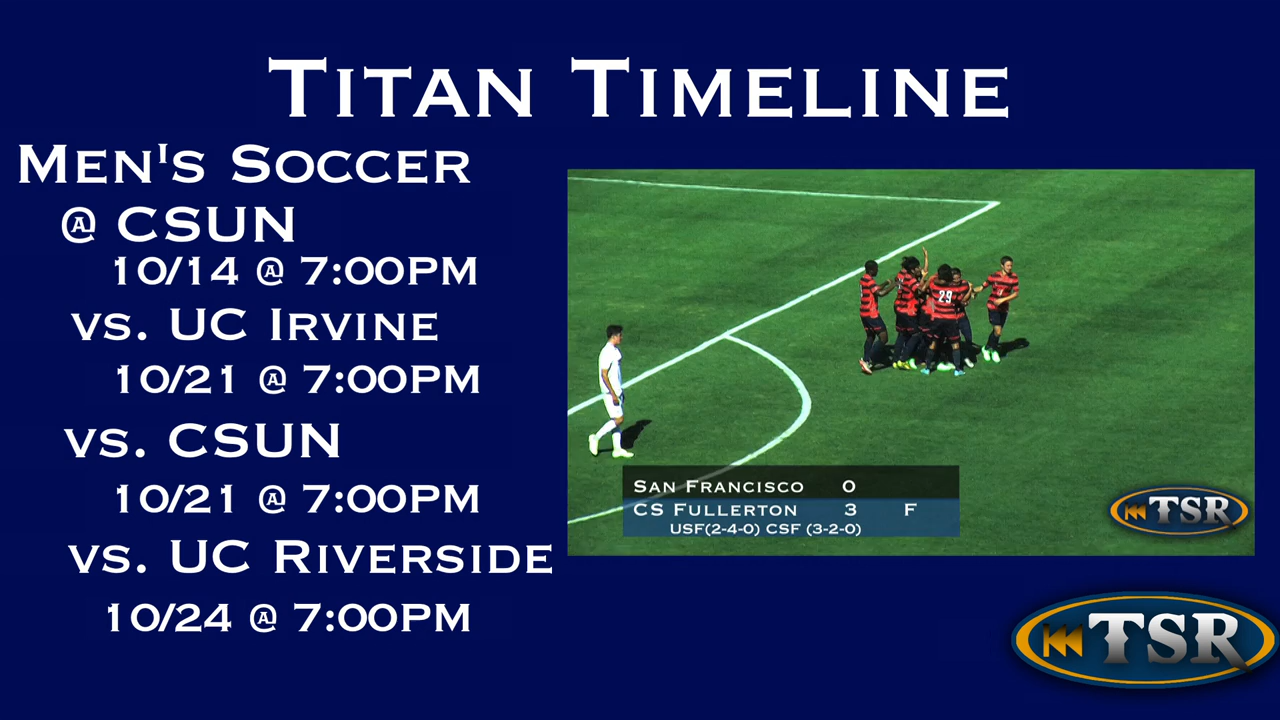 TITAN TIMELINE
MEN'S SOCCER
@ CSUN
10/14 @ 7:00PM
VS. UC IRVINE
10/21 @ 7:00PM
VS. CSUN
10/21 @ 7:00PM
VS. UC RIVERSIDE
10/24 @ 7:00PM
29
SAN FRANCISCO 0
CS FULLERTON 3 F
USF(2-4-0) CSF (3-2-0)
TSR
TSR